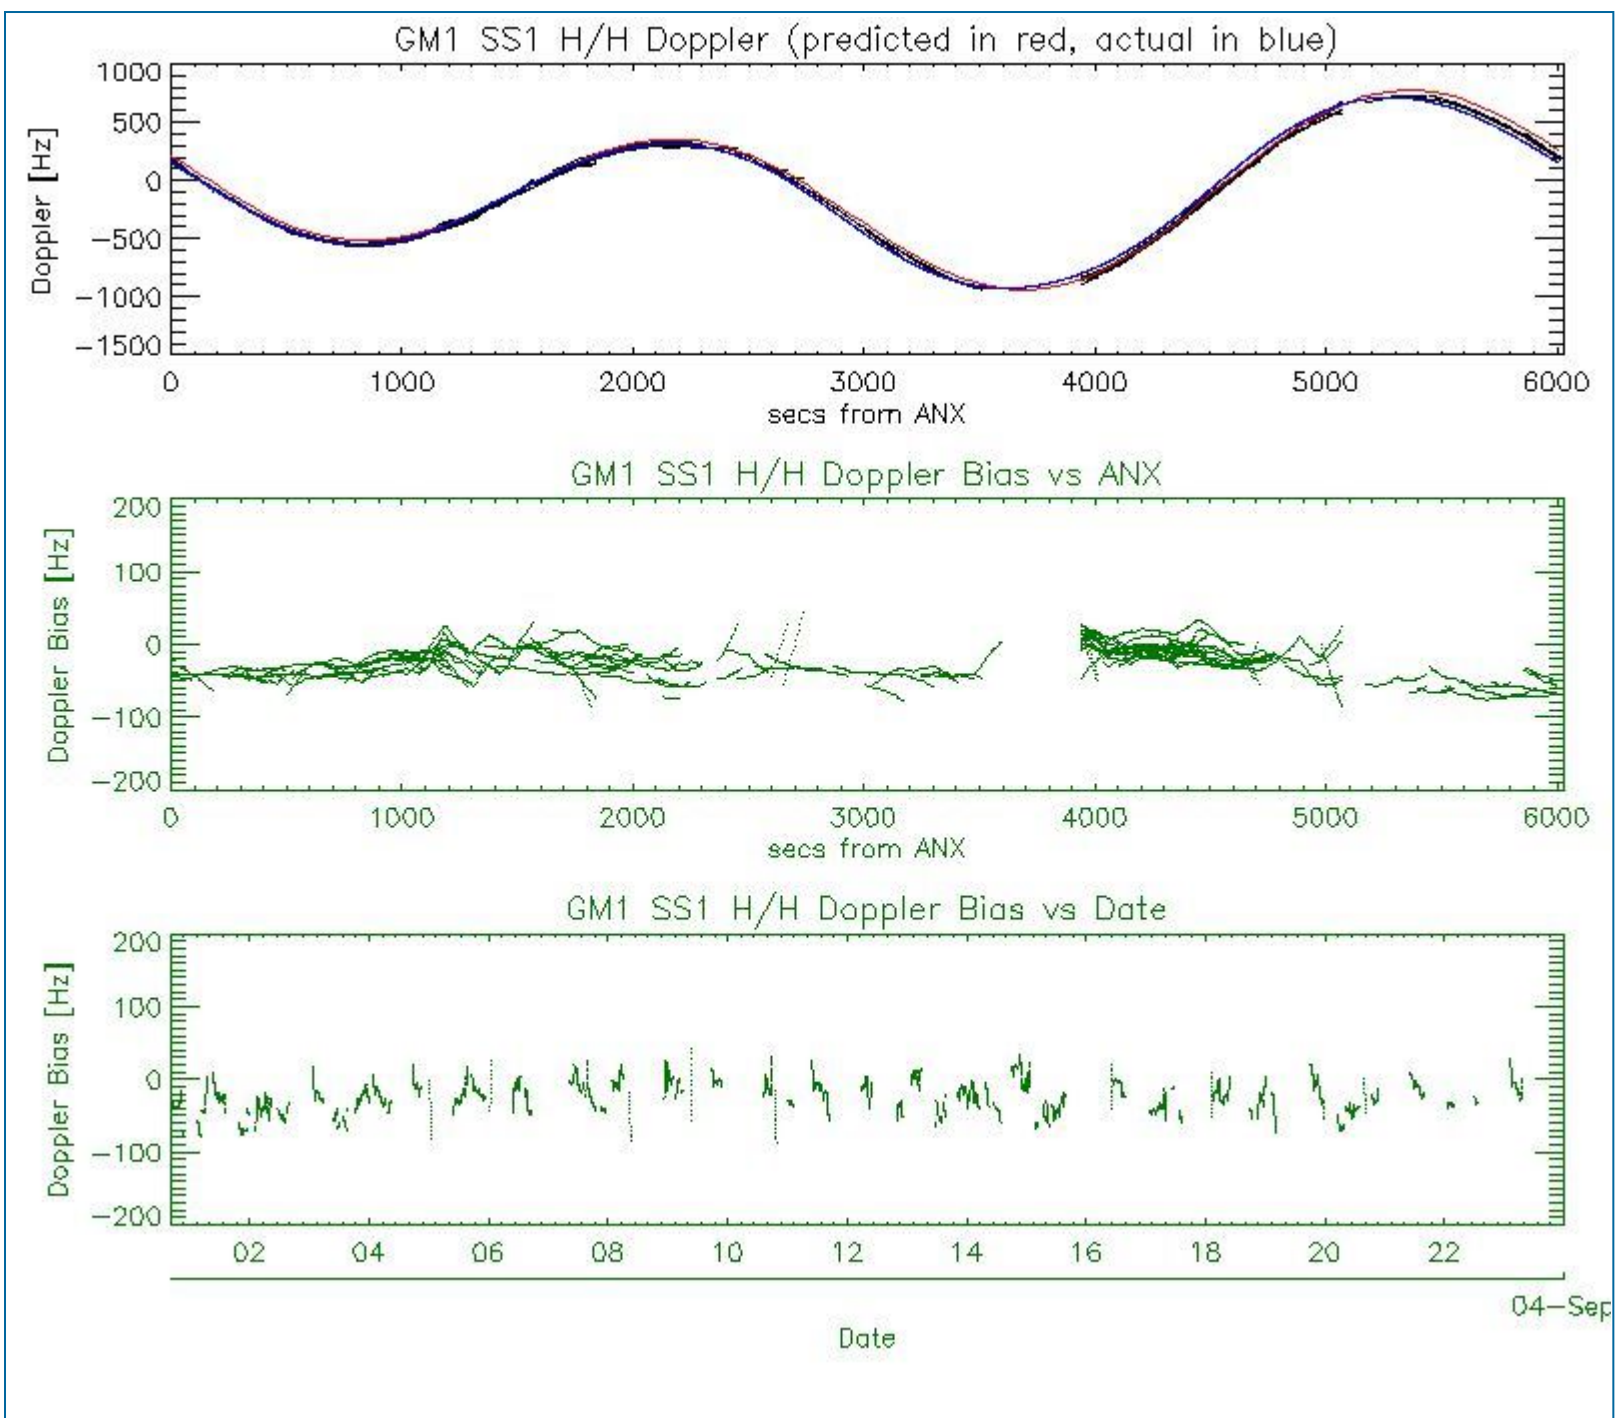 GM1 SS1 H/H Doppler (predicted in red, actual in blue)
Doppler [Hz]
1000
500
0
-500
-1000
-1500
0 1000 2000 3000 4000 5000 6000
secs from ANX
GM1 SS1 H/H Doppler Bias vs ANX
Doppler Bias [Hz]
200
100
0
-100
-200
0 1000 2000 3000 4000 5000 6000
secs from ANX
GM1 SS1 H/H Doppler Bias vs Date
Doppler Bias [Hz]
200
100
0
-100
-200
02 04 06 08 10 12 14 16 18 20 22
04-Sep
Date